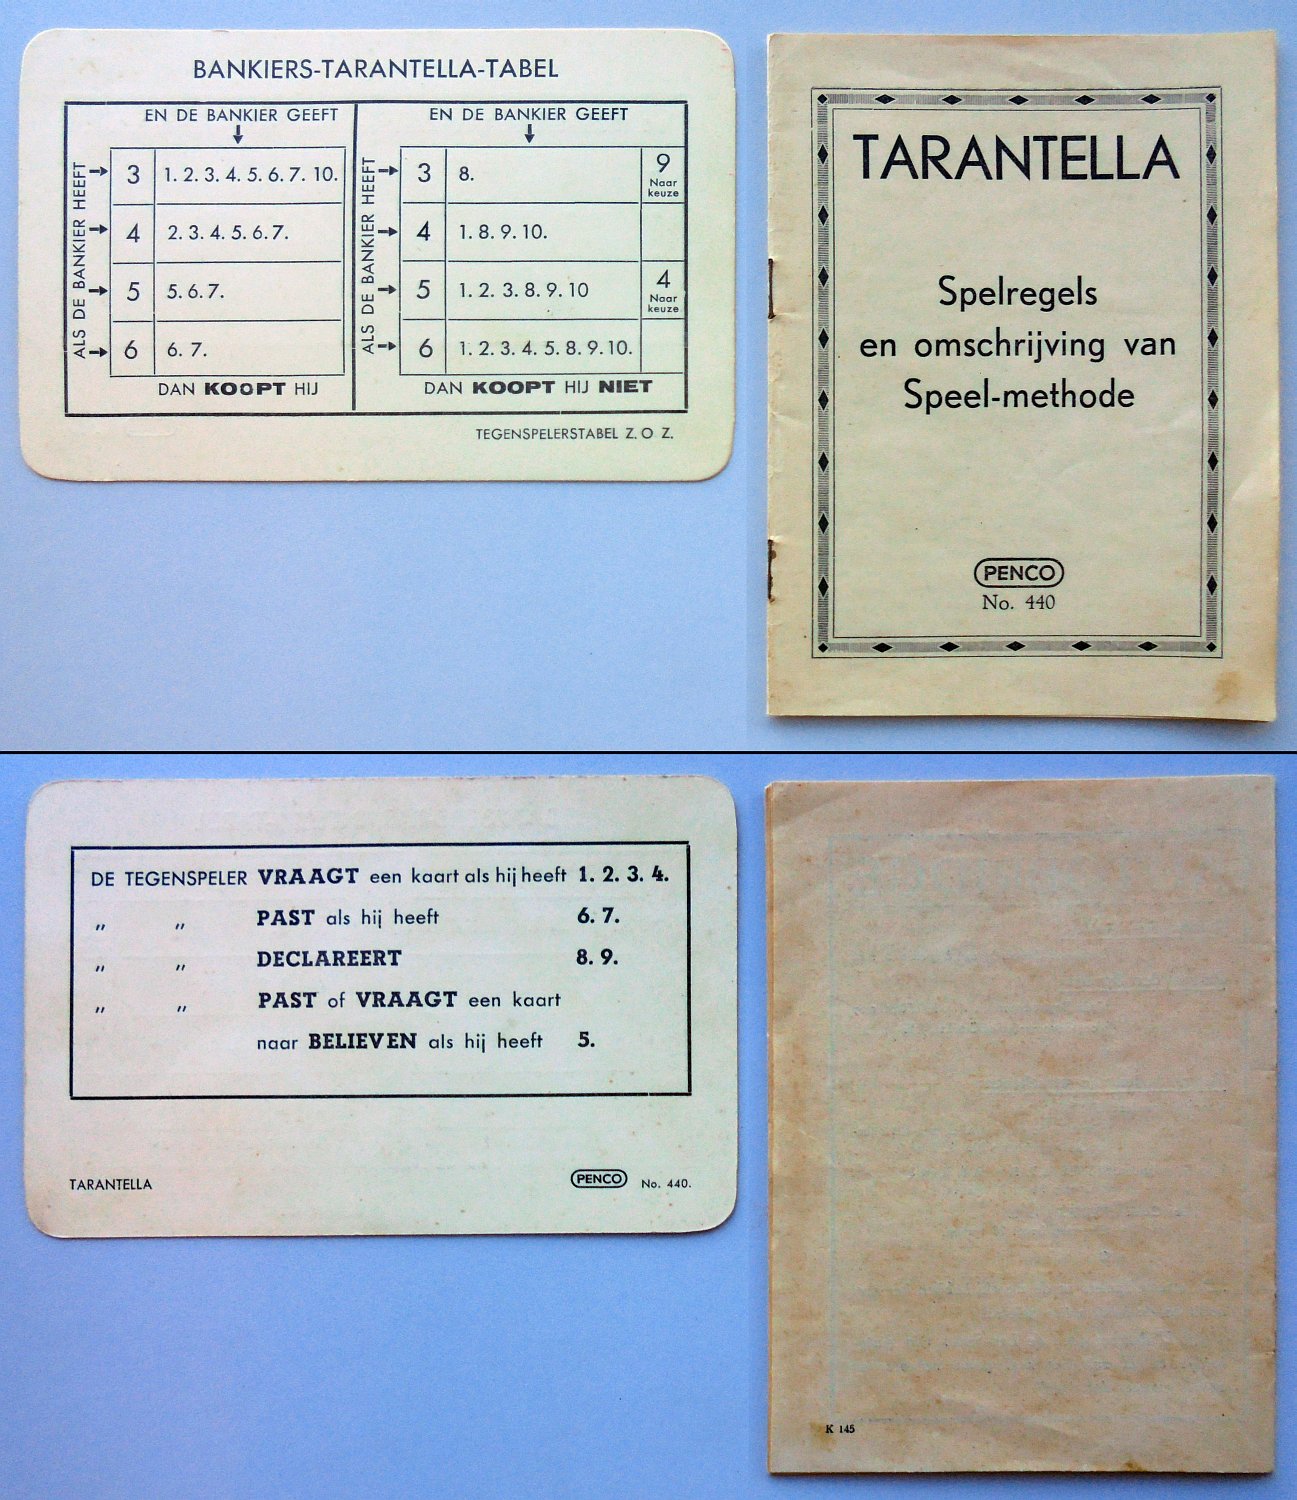 BANKIERS-TARANTELLA-TABEL
EN DE BANKIER GEEFT
ALS DE BANKIER HEEFT
3 1. 2. 3. 4. 5. 6. 7. 10.
4 2. 3. 4. 5. 6. 7.
5 5. 6. 7.
6 6. 7.
DAN KOOPT HIJ
EN DE BANKIER GEEFT
ALS DE BANKIER HEEFT
3 8. 9 Naar keuze
4 1. 8. 9. 10.
5 1. 2. 3. 8. 9. 10 4 Naar keuze
6 1. 2. 3. 4. 5. 8. 9. 10.
DAN KOOPT HIJ NIET
TEGENSPELERSTABEL Z. O Z.
TARANTELLA
Spelregels
en omschrijving van
Speel-methode
PENCO
No. 440
DE TEGENSPELER VRAAGT een kaart als hij heeft 1. 2. 3. 4.
„ „ PAST als hij heeft 6. 7.
„ „ DECLAREERT 8. 9.
„ „ PAST of VRAAGT een kaart
naar BELIEVEN als hij heeft 5.
TARANTELLA PENCO No. 440.
K 145